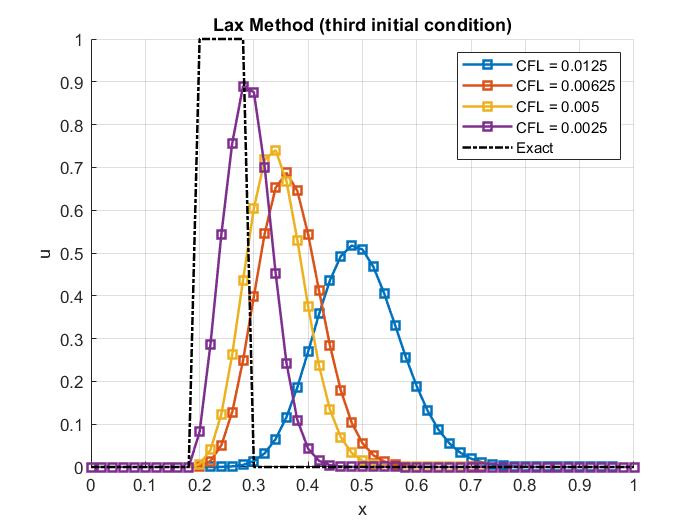 Lax Method (third initial condition)
1
0.9
0.8
0.7
0.6
0.5
0.4
0.3
0.2
0.1
0
u
CFL = 0.0125
CFL = 0.00625
CFL = 0.005
CFL = 0.0025
Exact
0 0.1 0.2 0.3 0.4 0.5 0.6 0.7 0.8 0.9 1
x